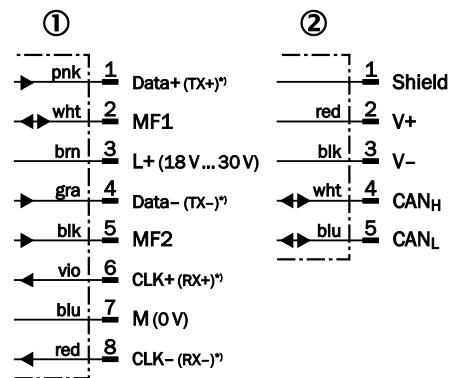 ① ②
pnk 1 Data+ (TX+)*)
wht 2 MF1
brn 3 L+ (18 V ... 30 V)
gra 4 Data– (TX–)*)
blk 5 MF2
vio 6 CLK+ (RX+)*)
blu 7 M (0 V)
red 8 CLK– (RX–)*)
1 Shield
red 2 V+
blk 3 V–
wht 4 CANH
blu 5 CANL